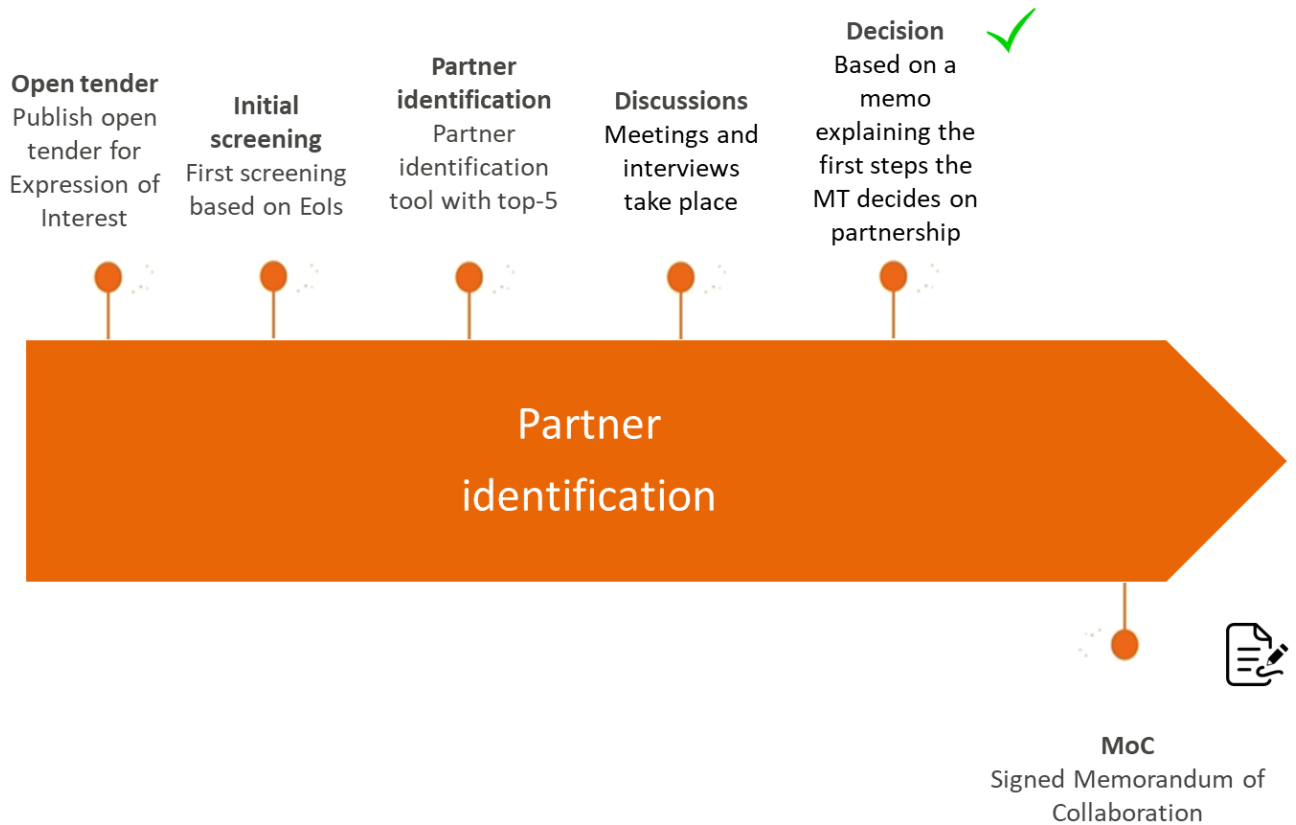 Open tender
Publish open
tender for
Expression of
Interest
Initial
screening
First screening
based on EoIs
Partner
identification
Partner
identification
tool with top-5
Discussions
Meetings and
interviews
take place
Decision
Based on a
memo
explaining the
first steps the
MT decides on
partnership
Partner
identification
MoC
Signed Memorandum of
Collaboration